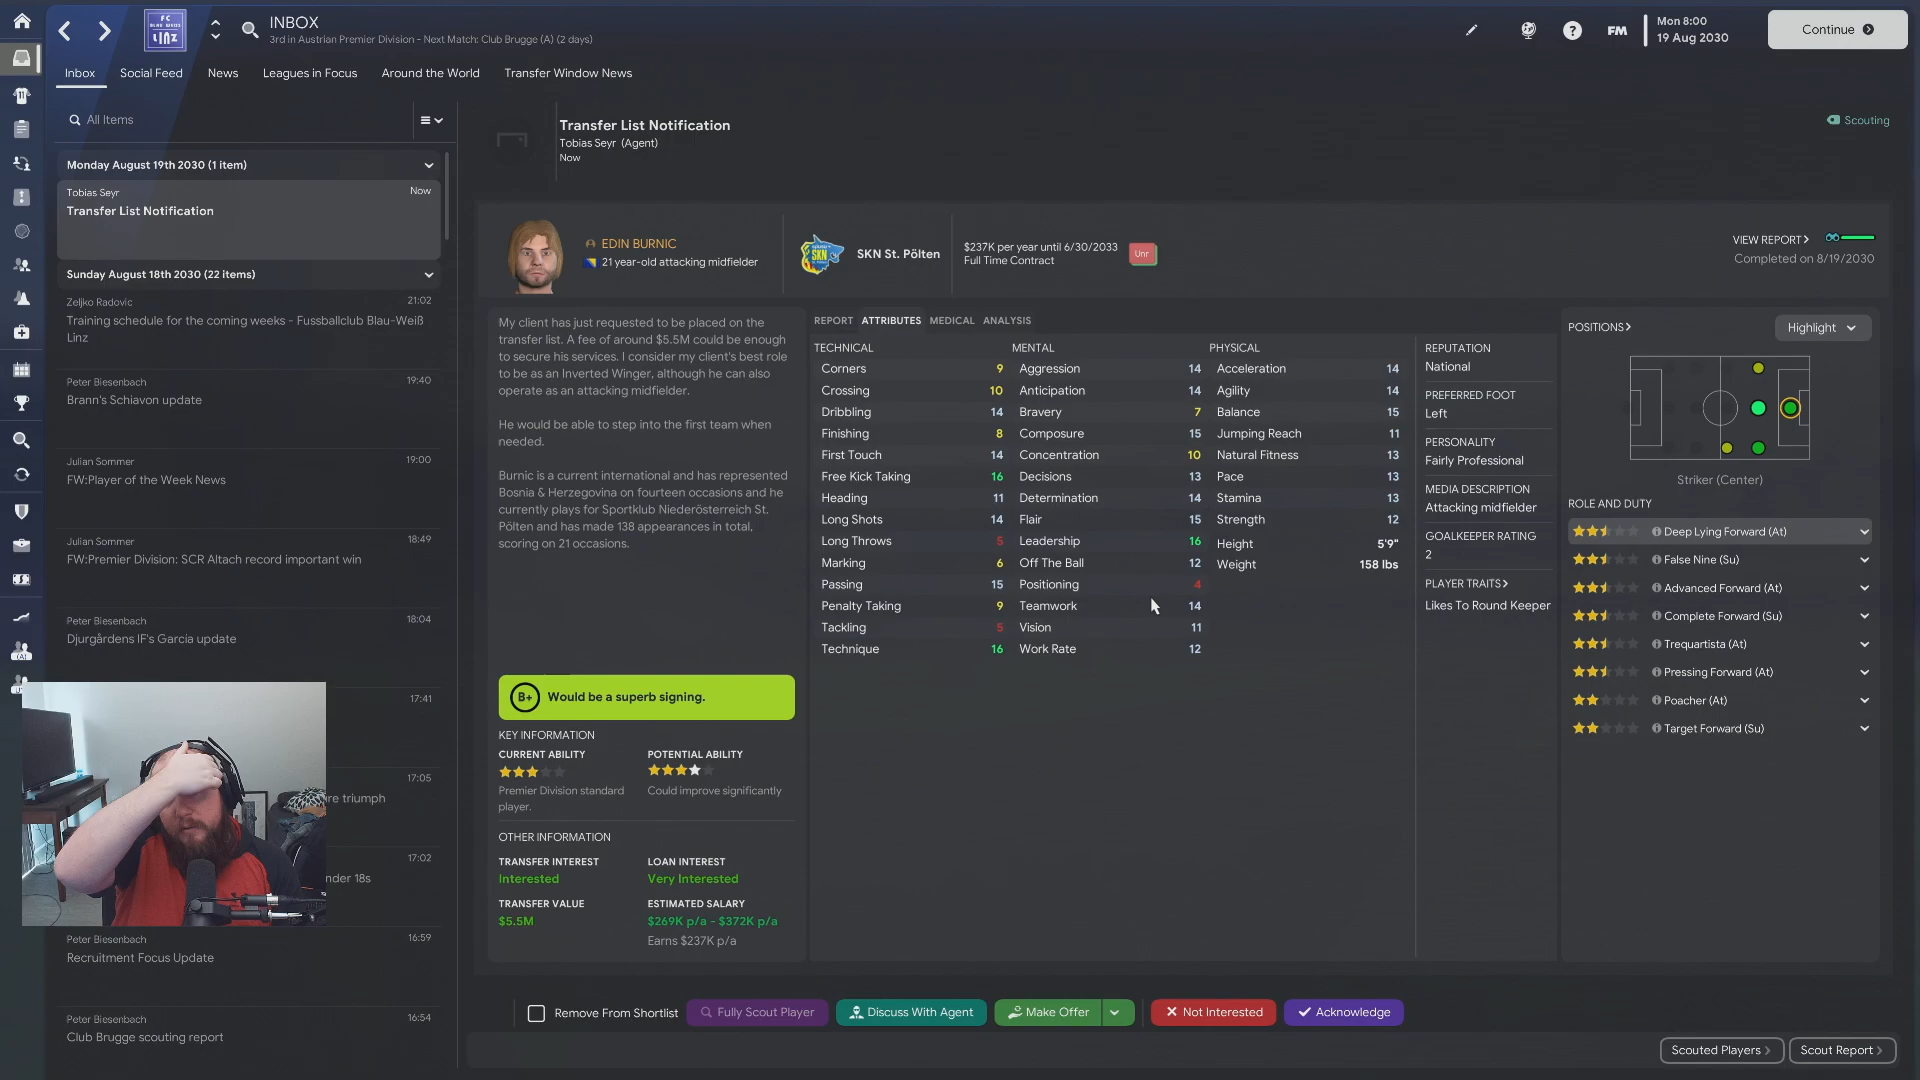 INBOX
3rd in Austrian Premier Division - Next Match: Club Brugge (A) (2 days)
FM
Mon 8:00
19 Aug 2030
Continue
Inbox
Social Feed
News
Leagues in Focus
Around the World
Transfer Window News
All Items
Monday August 19th 2030 (1 item)
Tobias Seyr
Now
Transfer List Notification
Sunday August 18th 2030 (22 items)
Zeljko Radovic
21:02
Training schedule for the coming weeks - Fussballclub Blau-Weiß
Linz
Peter Biesenbach
19:40
Brann's Schiavon update
Julian Sommer
19:00
FW:Player of the Week News
Julian Sommer
18:49
FW:Premier Division: SCR Altach record important win
Peter Biesenbach
18:04
Djurgårdens IF's García update
17:41
17:05
re triumph
17:02
nder 18s
Peter Biesenbach
16:59
Recruitment Focus Update
Peter Biesenbach
16:54
Club Brugge scouting report
Transfer List Notification
Tobias Seyr (Agent)
Now
Scouting
EDIN BURNIC
21 year-old attacking midfielder
SKN St. Pölten
$237K per year until 6/30/2033
Full Time Contract
Unr
VIEW REPORT>
Completed on 8/19/2030
My client has just requested to be placed on the
transfer list. A fee of around $5.5M could be enough
to secure his services. I consider my client's best role
to be as an Inverted Winger, although he can also
operate as an attacking midfielder.
He would be able to step into the first team when
needed.
Burnic is a current international and has represented
Bosnia & Herzegovina on fourteen occasions and he
currently plays for Sportklub Niederösterreich St.
Pölten and has made 138 appearances in total,
scoring on 21 occasions.
B+ Would be a superb signing.
KEY INFORMATION
CURRENT ABILITY
Premier Division standard
player.
POTENTIAL ABILITY
Could improve significantly
OTHER INFORMATION
TRANSFER INTEREST
Interested
LOAN INTEREST
Very Interested
TRANSFER VALUE
$5.5M
ESTIMATED SALARY
$269K p/a - $372K p/a
Earns $237K p/a
REPORT ATTRIBUTES MEDICAL ANALYSIS
TECHNICAL
Corners 9
Crossing 10
Dribbling 14
Finishing 8
First Touch 14
Free Kick Taking 16
Heading 11
Long Shots 14
Long Throws 5
Marking 6
Passing 15
Penalty Taking 9
Tackling 5
Technique 16
MENTAL
Aggression 14
Anticipation 14
Bravery 7
Composure 15
Concentration 10
Decisions 13
Determination 14
Flair 15
Leadership 16
Off The Ball 12
Positioning 4
Teamwork 14
Vision 11
Work Rate 12
PHYSICAL
Acceleration 14
Agility 14
Balance 15
Jumping Reach 11
Natural Fitness 13
Pace 13
Stamina 13
Strength 12
Height 5'9"
Weight 158 lbs
REPUTATION
National
PREFERRED FOOT
Left
PERSONALITY
Fairly Professional
MEDIA DESCRIPTION
Attacking midfielder
GOALKEEPER RATING
2
PLAYER TRAITS>
Likes To Round Keeper
POSITIONS>
Highlight
Striker (Center)
ROLE AND DUTY
Deep Lying Forward (At)
False Nine (Su)
Advanced Forward (At)
Complete Forward (Su)
Trequartista (At)
Pressing Forward (At)
Poacher (At)
Target Forward (Su)
Remove From Shortlist
Fully Scout Player
Discuss With Agent
Make Offer
Not Interested
Acknowledge
Scouted Players >
Scout Report >